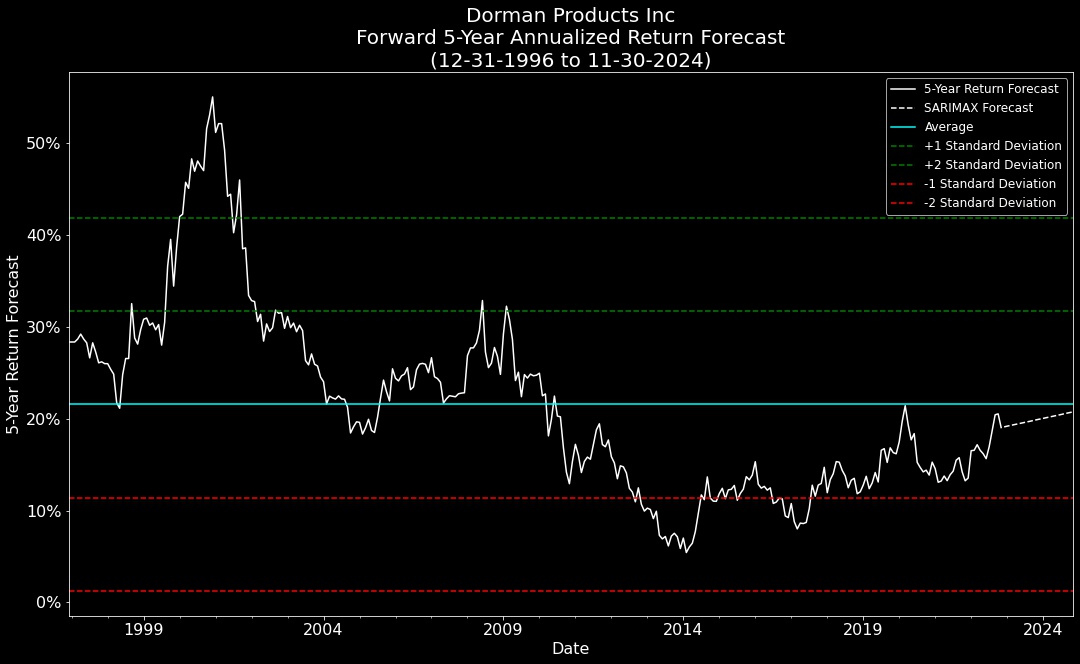 Dorman Products Inc
Forward 5-Year Annualized Return Forecast
(12-31-1996 to 11-30-2024)
5-Year Return Forecast
SARIMAX Forecast
Average
+1 Standard Deviation
+2 Standard Deviation
-1 Standard Deviation
-2 Standard Deviation
5-Year Return Forecast
50%
40%
30%
20%
10%
0%
1999
2004
2009
2014
2019
2024
Date